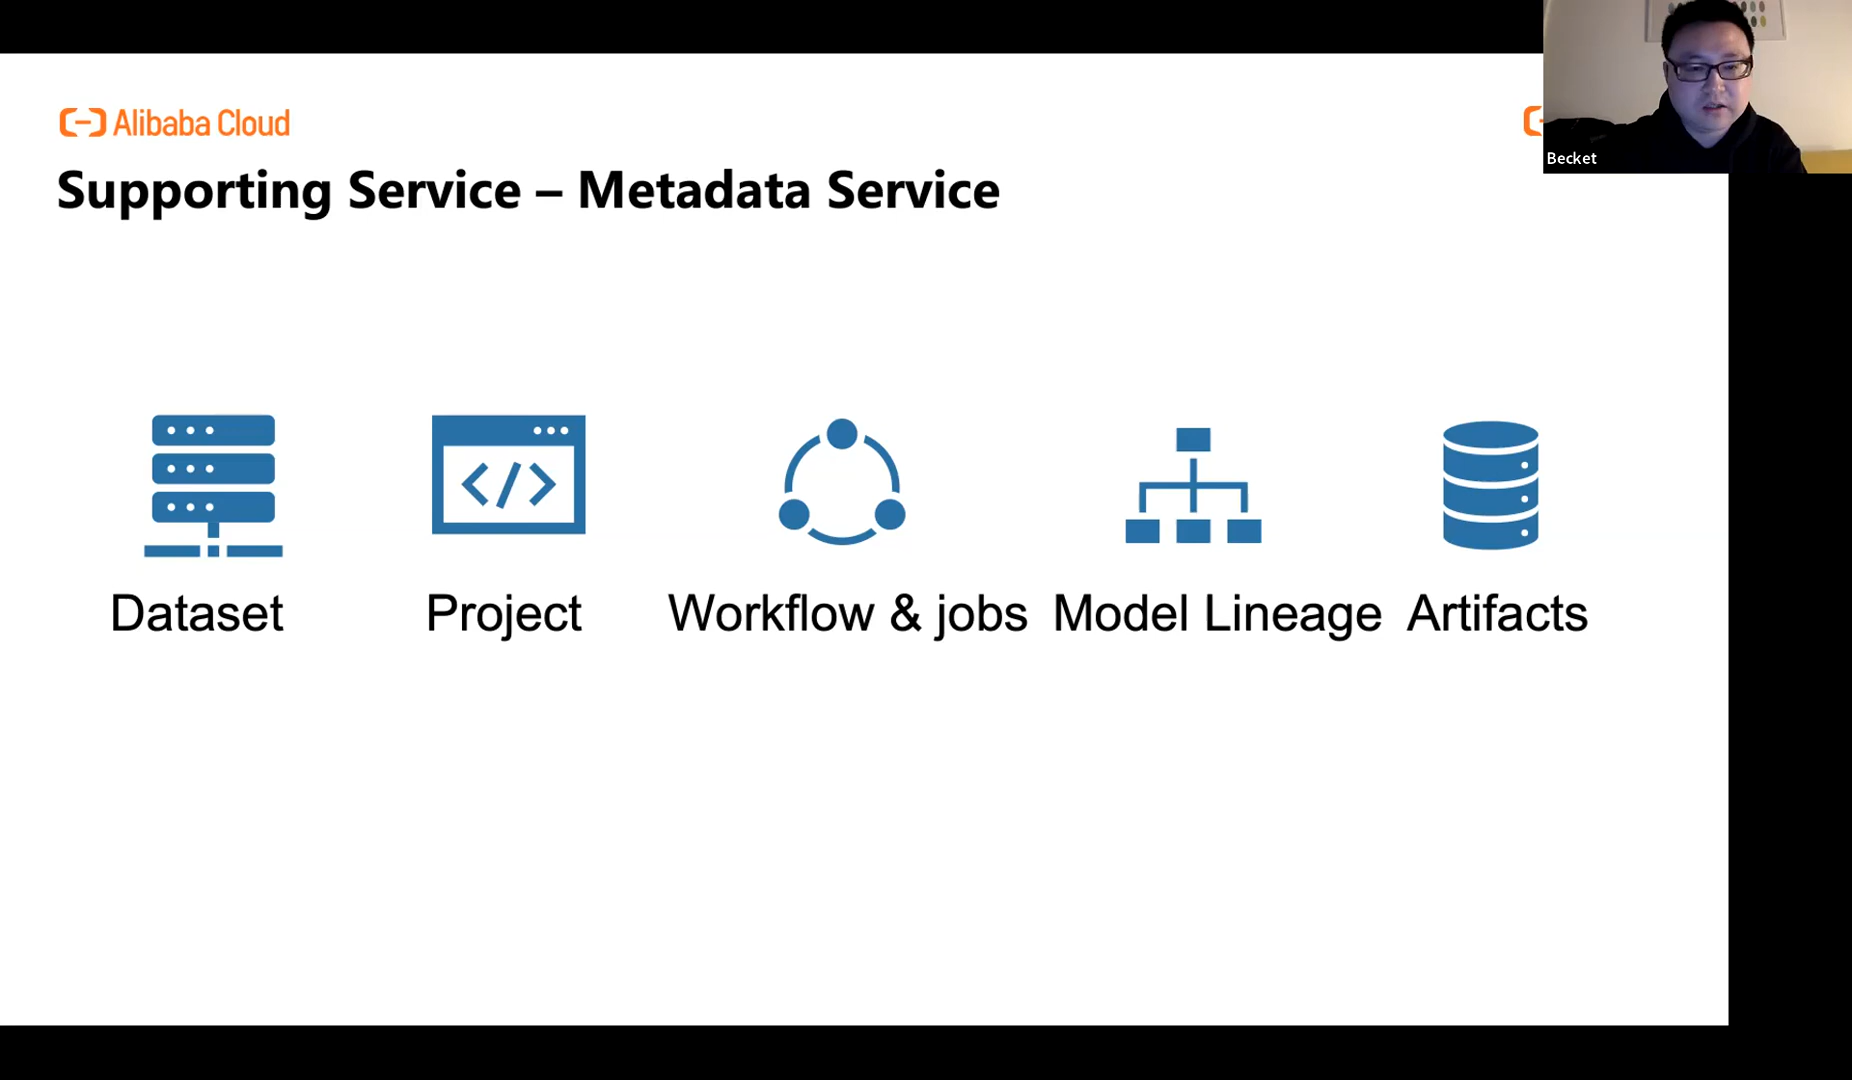 Alibaba Cloud
Becket
Supporting Service – Metadata Service
Dataset
Project
Workflow & jobs
Model Lineage
Artifacts